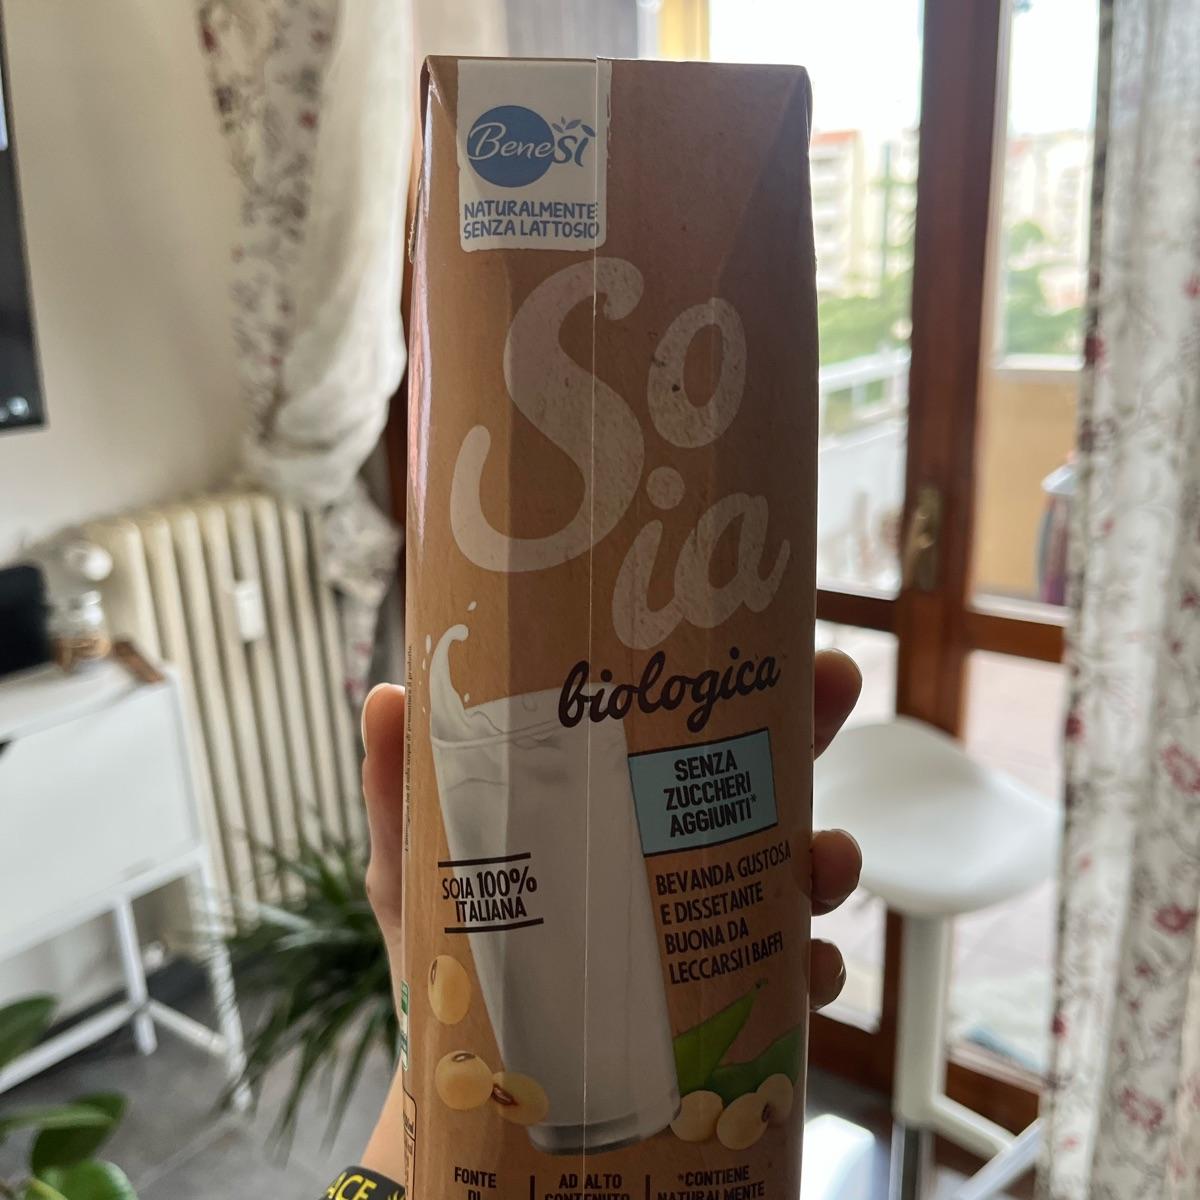 BeneSì
NATURALMENTE
SENZA LATTOSIO
So
ia
biologica
SENZA
ZUCCHERI
AGGIUNTI*
SOIA 100%
ITALIANA
BEVANDA GUSTOSA
E DISSETANTE
BUONA DA
LECCARSI I BAFFI
FONTE
DI
AD ALTO
CONTENUTO
*CONTIENE
NATURALMENTE